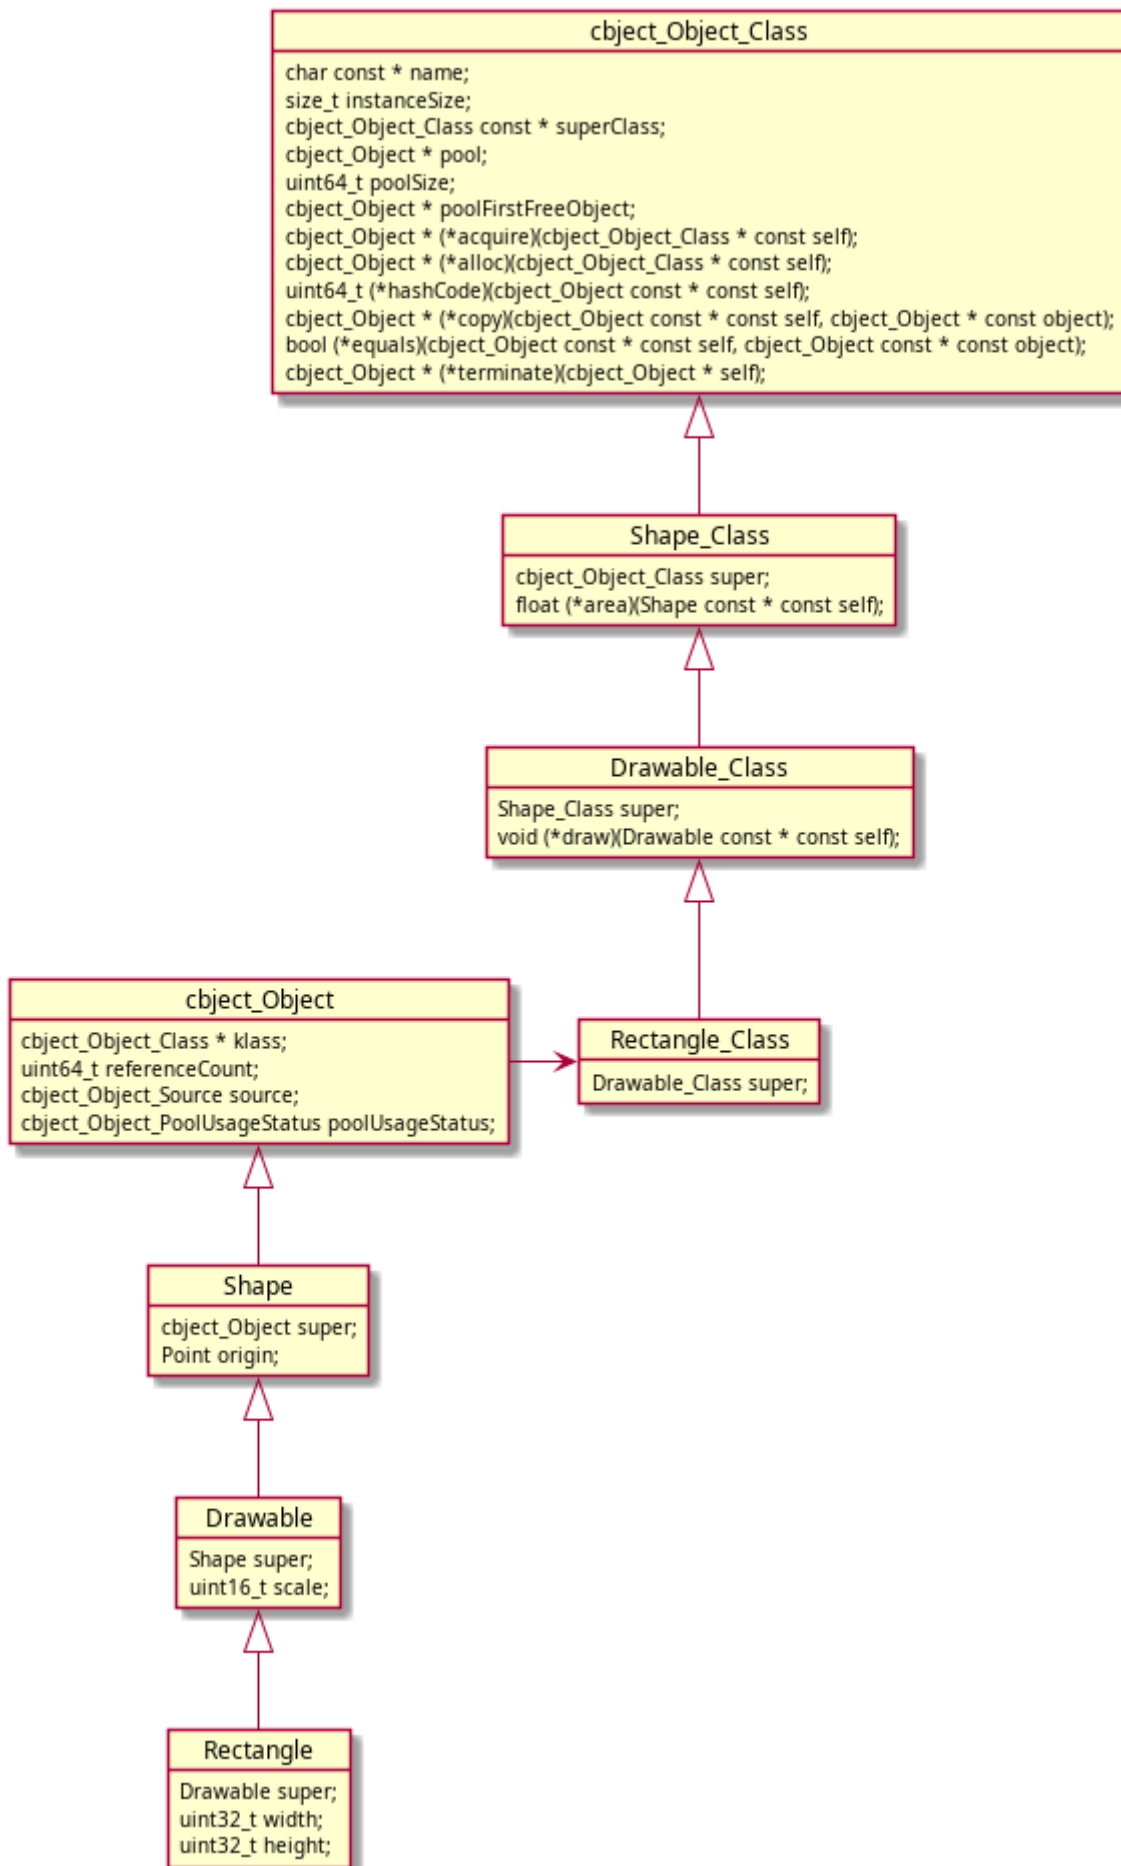 cbject_Object_Class
char const * name;
size_t instanceSize;
cbject_Object_Class const * superClass;
cbject_Object * pool;
uint64_t poolSize;
cbject_Object * poolFirstFreeObject;
cbject_Object * (*acquire)(cbject_Object_Class * const self);
cbject_Object * (*alloc)(cbject_Object_Class * const self);
uint64_t (*hashCode)(cbject_Object const * const self);
cbject_Object * (*copy)(cbject_Object const * const self, cbject_Object * const object);
bool (*equals)(cbject_Object const * const self, cbject_Object const * const object);
cbject_Object * (*terminate)(cbject_Object * self);
Shape_Class
cbject_Object_Class super;
float (*area)(Shape const * const self);
Drawable_Class
Shape_Class super;
void (*draw)(Drawable const * const self);
cbject_Object
cbject_Object_Class * klass;
uint64_t referenceCount;
cbject_Object_Source source;
cbject_Object_PoolUsageStatus poolUsageStatus;
Rectangle_Class
Drawable_Class super;
Shape
cbject_Object super;
Point origin;
Drawable
Shape super;
uint16_t scale;
Rectangle
Drawable super;
uint32_t width;
uint32_t height;